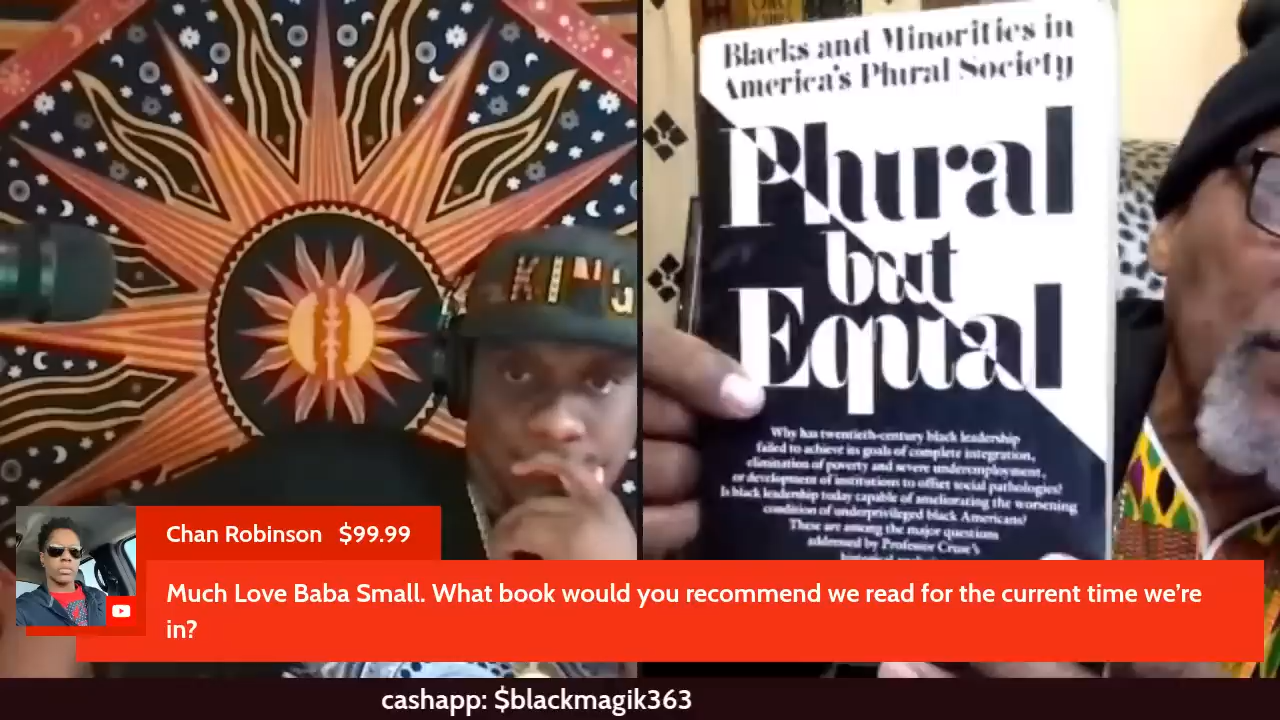 Blacks and Minorities in
America's Plural Society
Plural
but
Equal
Why has twentieth-century black leadership
failed to achieve its goals of complete integration,
elimination of poverty and severe underemployment,
or development of institutions to offset social pathologies?
Is black leadership today capable of ameliorating the worsening
condition of underprivileged black Americans?
These are among the major questions
addressed by Professor Cruse's
KING
Chan Robinson $99.99
Much Love Baba Small. What book would you recommend we read for the current time we're
in?
cashapp: $blackmagik363